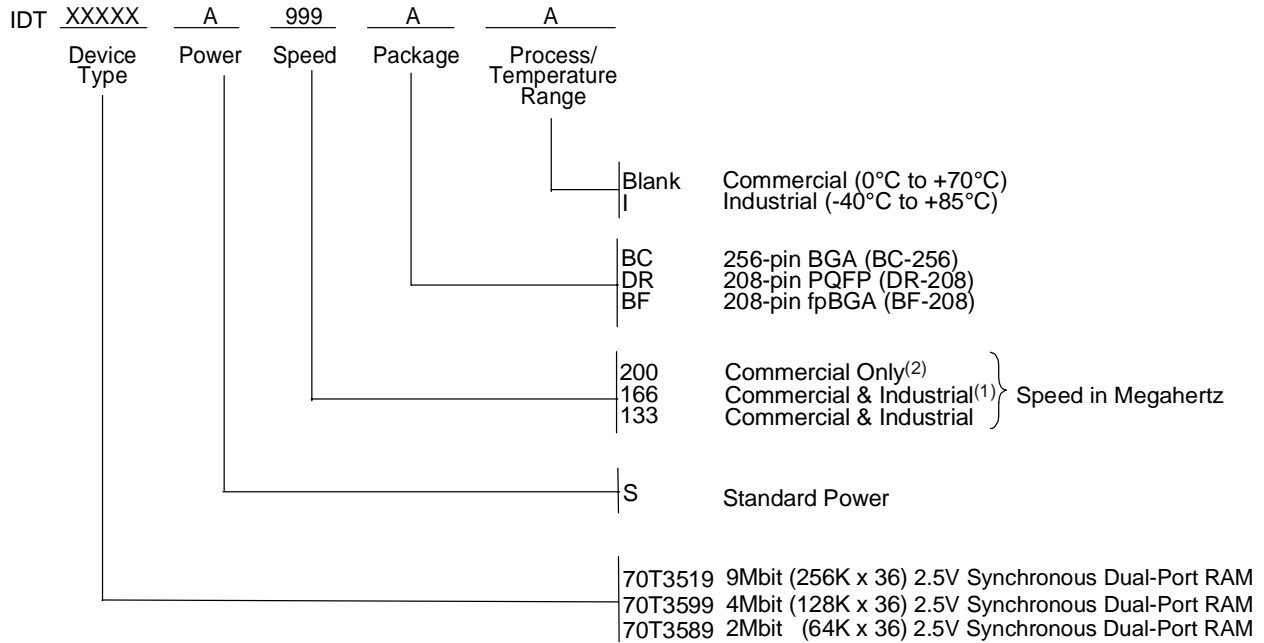 IDT XXXXX A 999 A A
Device Type Power Speed Package Process/ Temperature Range
Blank Commercial (0°C to +70°C)
I Industrial (-40°C to +85°C)
BC 256-pin BGA (BC-256)
DR 208-pin PQFP (DR-208)
BF 208-pin fpBGA (BF-208)
200 Commercial Only(2)
166 Commercial & Industrial(1) Speed in Megahertz
133 Commercial & Industrial
S Standard Power
70T3519 9Mbit (256K x 36) 2.5V Synchronous Dual-Port RAM
70T3599 4Mbit (128K x 36) 2.5V Synchronous Dual-Port RAM
70T3589 2Mbit (64K x 36) 2.5V Synchronous Dual-Port RAM